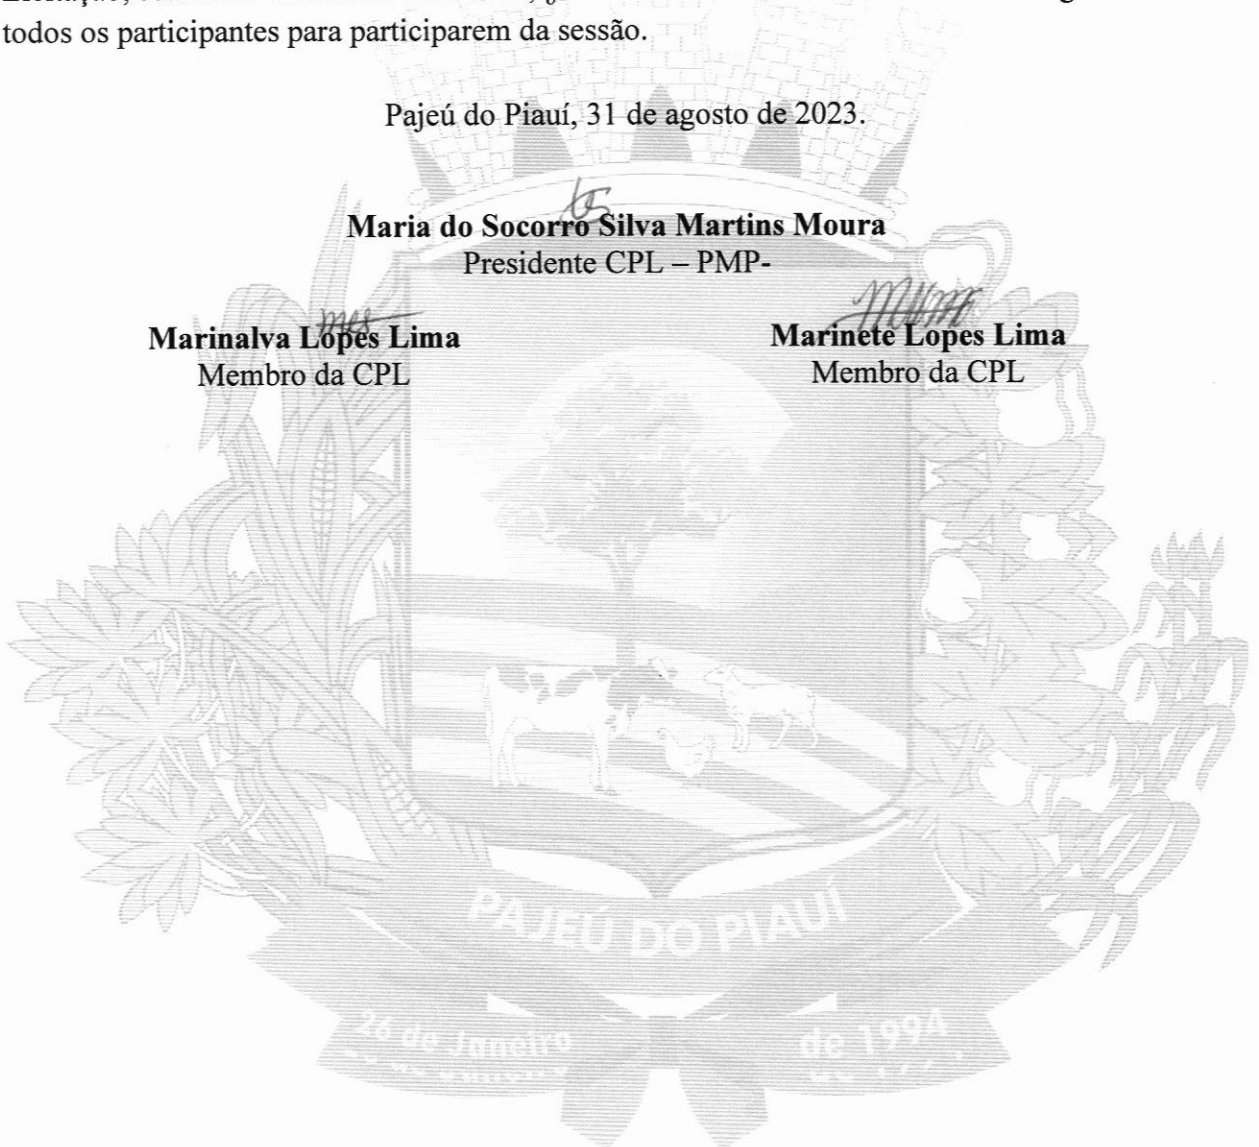 todos os participantes para participarem da sessão.
Pajeú do Piauí, 31 de agosto de 2023.
Maria do Socorro Silva Martins Moura
Presidente CPL – PMP-
Marinalva Lopes Lima
Marinete Lopes Lima
Membro da CPL
Membro da CPL
PAJEÚ DO PIAUÍ
26 de Janeiro de 1994